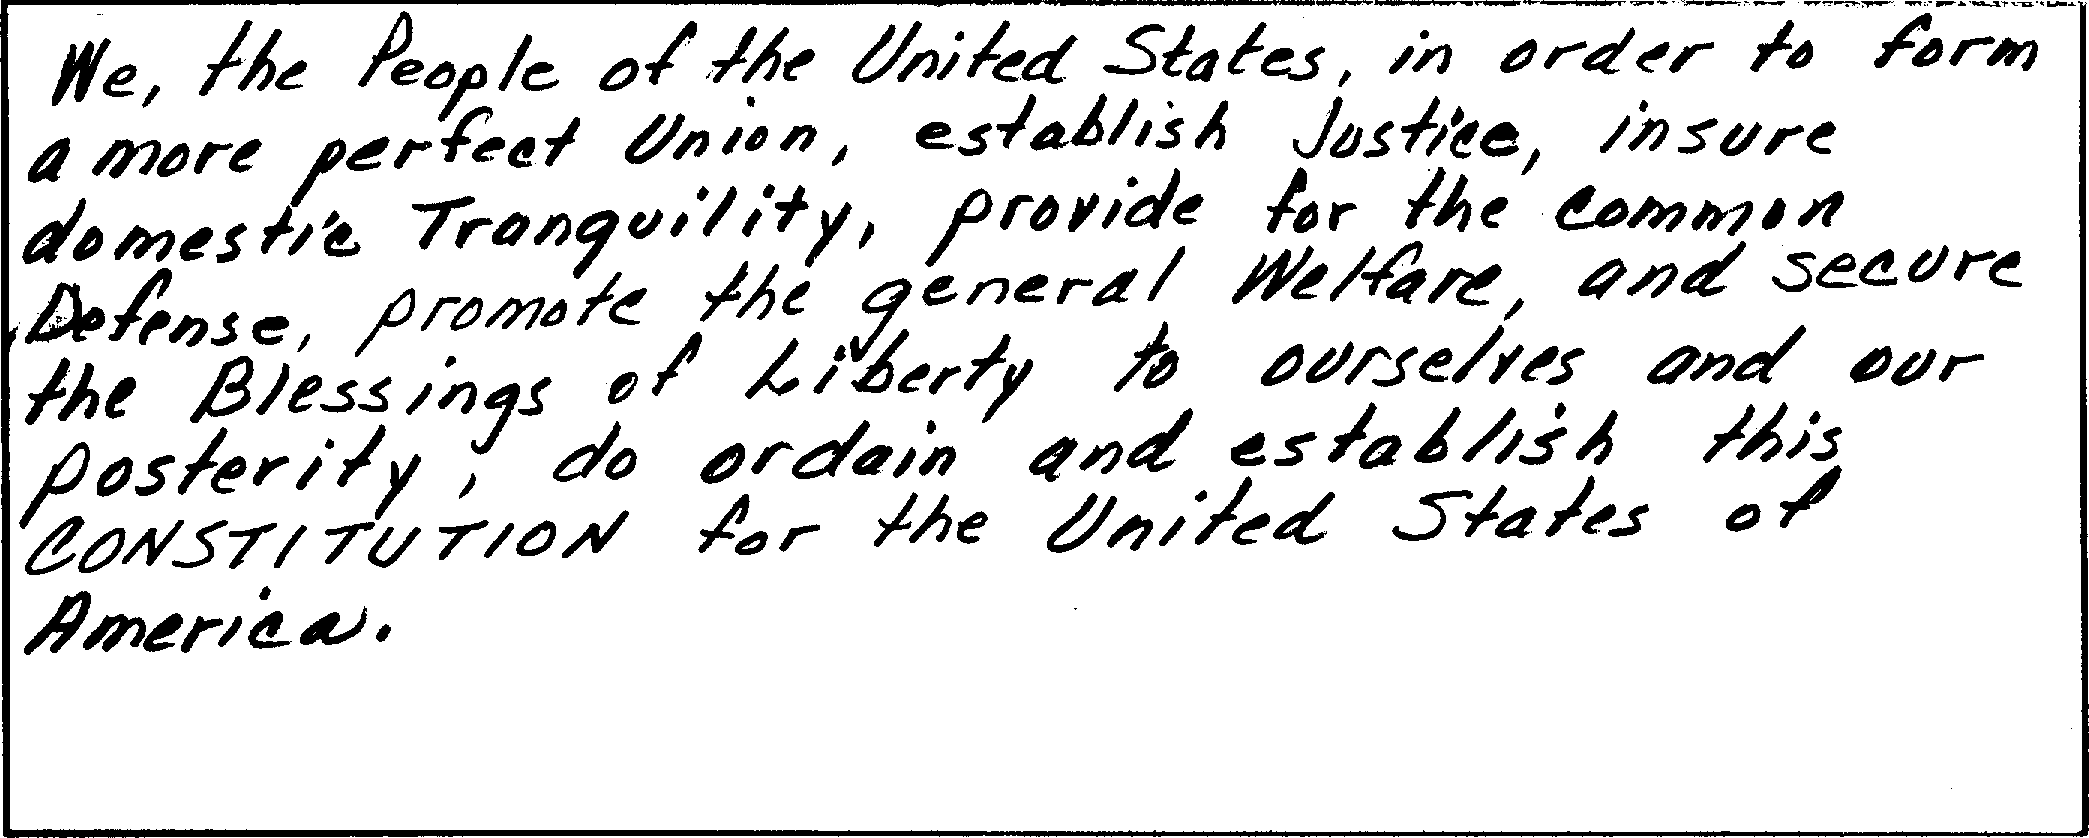 We, the People of the United States, in order to form
a more perfect Union, establish Justice, insure
domestic Tranquility, provide for the common
Defense, promote the general Welfare, and secure
the Blessings of Liberty to ourselves and our
posterity, do ordain and establish this
CONSTITUTION for the United States of
America.